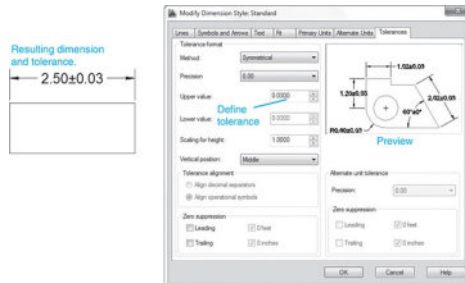 Resulting dimension
and tolerance.
2.50±0.03
Modify Dimension Style: Standard
Lines Symbols and Arrows Text Fit Primary Units Alternate Units Tolerances
Tolerance format
Method: Symmetrical
Precision 0.00
Upper value: 0.0300
Define
tolerance
Lower value: 0.0000
Scaling for height: 1.0000
Vertical position: Middle
Tolerance alignment
Align decimal separators
Align operational symbols
Zero suppression
Leading 0 feet
Trailing 0 inches
1.02±0.03
1.20±0.03
2.02±0.03
60°±0°
R0.80±0.03
Preview
Alternate unit tolerance
Precision: 0.00
Zero suppression
Leading 0 feet
Trailing 0 inches
OK Cancel Help